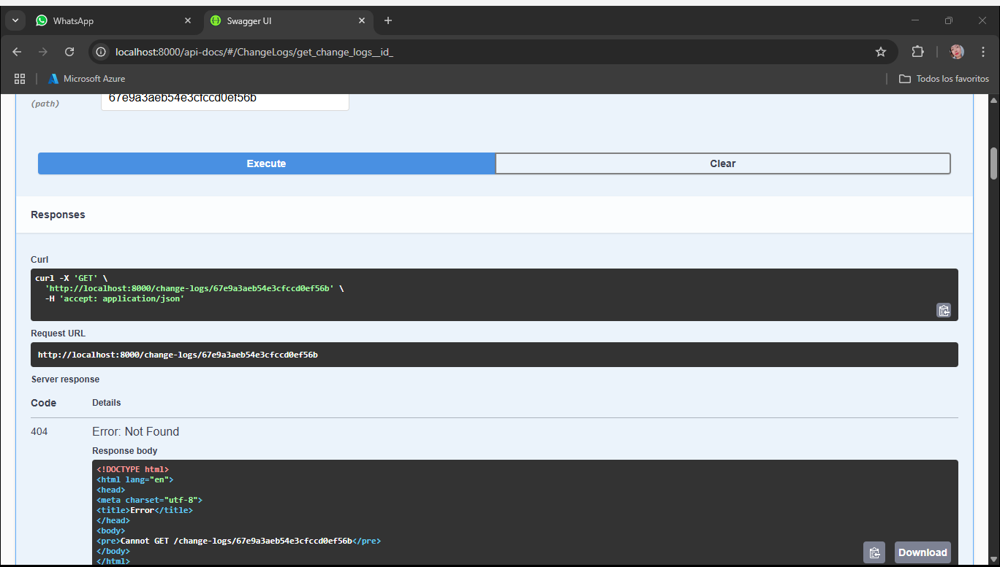 WhatsApp
Swagger UI
localhost:8000/api-docs/#/ChangeLogs/get_change_logs__id_
Microsoft Azure
Todos los favoritos
67e9a3aeb54e3cfccd0ef56b
(path)
Execute
Clear
Responses
Curl
curl -X 'GET' \
'http://localhost:8000/change-logs/67e9a3aeb54e3cfccd0ef56b' \
-H 'accept: application/json'
Request URL
http://localhost:8000/change-logs/67e9a3aeb54e3cfccd0ef56b
Server response
Code
Details
404
Error: Not Found
Response body
<!DOCTYPE html>
<html lang="en">
<head>
<meta charset="utf-8">
<title>Error</title>
</head>
<body>
<pre>Cannot GET /change-logs/67e9a3aeb54e3cfccd0ef56b</pre>
</body>
</html>
Download